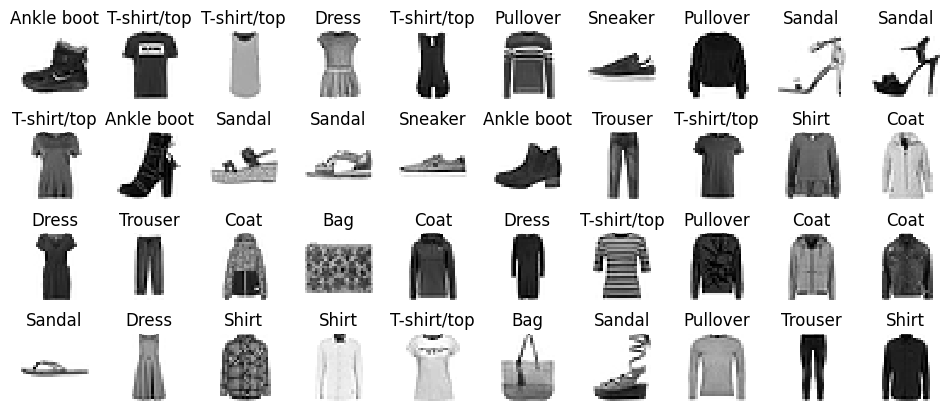 Ankle boot T-shirt/top T-shirt/top Dress T-shirt/top Pullover Sneaker Pullover Sandal Sandal
T-shirt/top Ankle boot Sandal Sandal Sneaker Ankle boot Trouser T-shirt/top Shirt Coat
Dress Trouser Coat Bag Coat Dress T-shirt/top Pullover Coat Coat
Sandal Dress Shirt Shirt T-shirt/top Bag Sandal Pullover Trouser Shirt